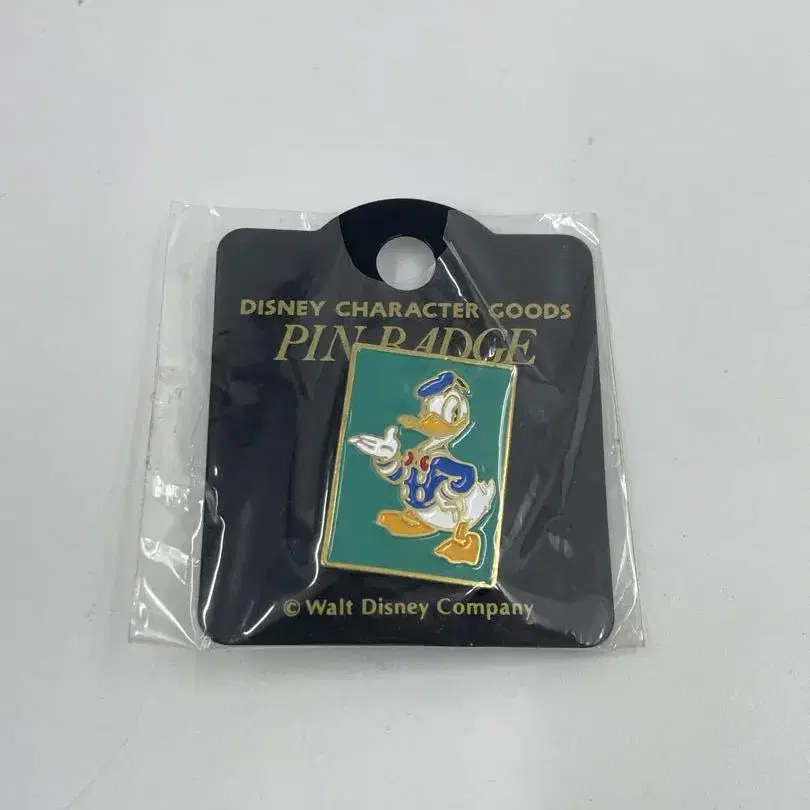 DISNEY CHARACTER GOODS
PIN BADGE
© Walt Disney Company